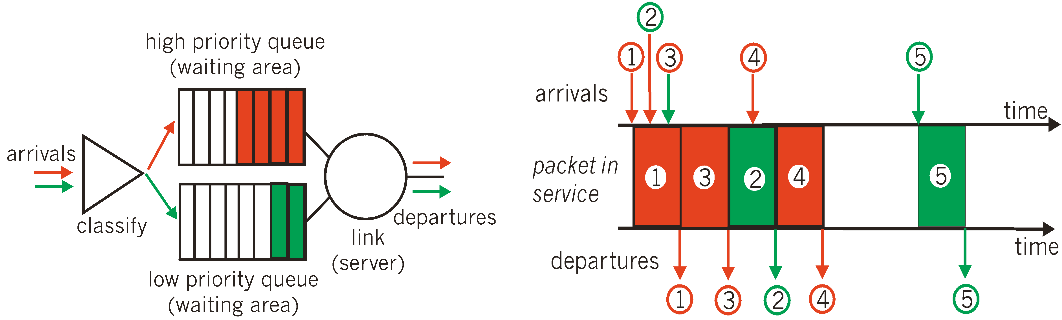 high priority queue
(waiting area)
arrivals
classify
low priority queue
(waiting area)
link
(server)
departures
2
1
3
4
5
arrivals
time
packet in
service
1
3
2
4
5
time
departures
1
3
2
4
5